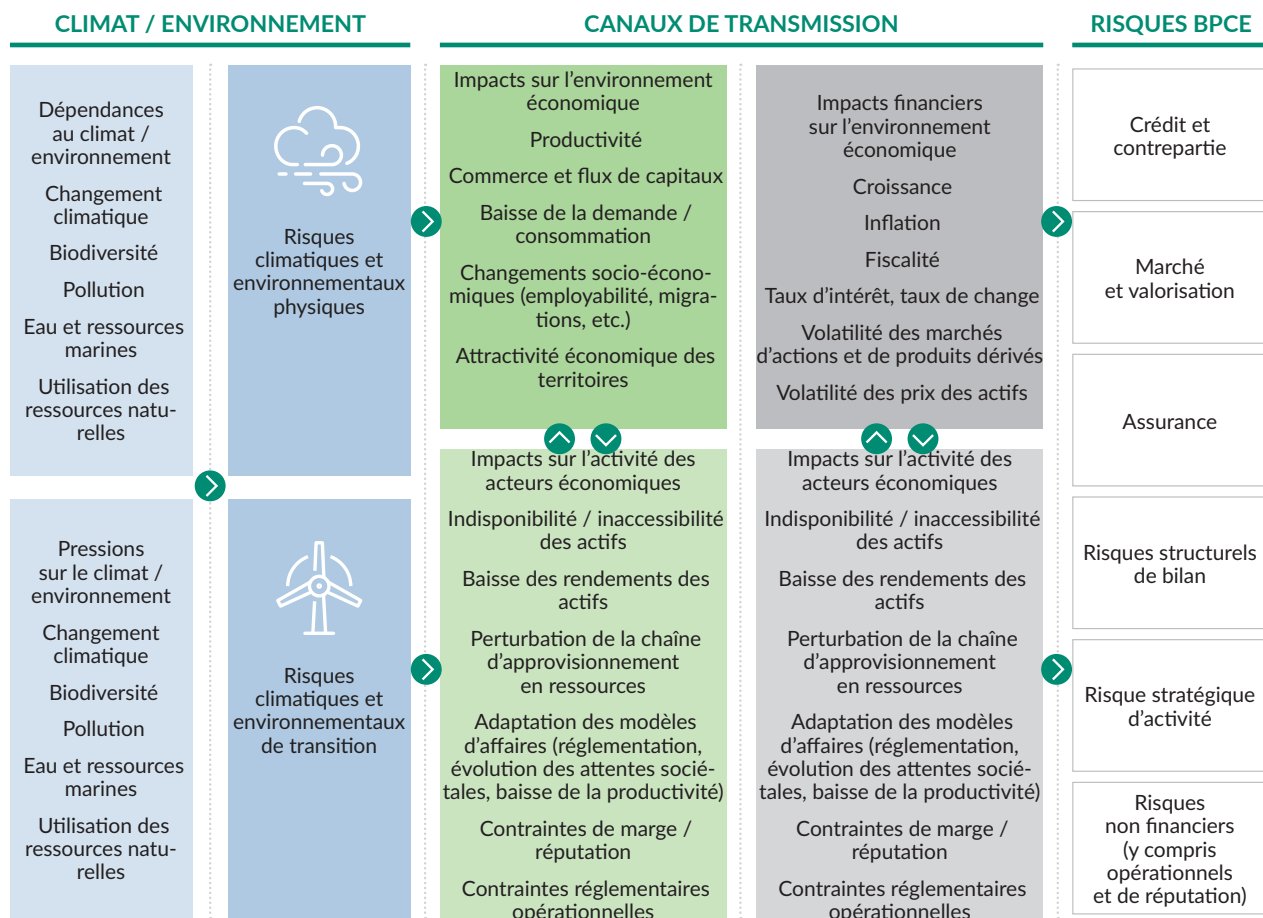 CLIMAT / ENVIRONNEMENT
CANAUX DE TRANSMISSION
RISQUES BPCE
Dépendances
au climat /
environnement
Changement
climatique
Biodiversité
Pollution
Eau et ressources
marines
Utilisation des
ressources natu-
relles
Risques
climatiques et
environnementaux
physiques
Impacts sur l'environnement
économique
Productivité
Commerce et flux de capitaux
Baisse de la demande /
consommation
Changements socio-écono-
miques (employabilité, migra-
tions, etc.)
Attractivité économique des
territoires
Impacts financiers
sur l'environnement
économique
Croissance
Inflation
Fiscalité
Taux d'intérêt, taux de change
Volatilité des marchés
d'actions et de produits dérivés
Volatilité des prix des actifs
Pressions
sur le climat /
environnement
Changement
climatique
Biodiversité
Pollution
Eau et ressources
marines
Utilisation des
ressources natu-
relles
Risques
climatiques et
environnementaux
de transition
Impacts sur l'activité des
acteurs économiques
Indisponibilité / inaccessibilité
des actifs
Baisse des rendements des
actifs
Perturbation de la chaîne
d'approvisionnement
en ressources
Adaptation des modèles
d'affaires (réglementation,
évolution des attentes socié-
tales, baisse de la productivité)
Contraintes de marge /
réputation
Contraintes réglementaires
opérationnelles
Impacts sur l'activité des
acteurs économiques
Indisponibilité / inaccessibilité
des actifs
Baisse des rendements des
actifs
Perturbation de la chaîne
d'approvisionnement
en ressources
Adaptation des modèles
d'affaires (réglementation,
évolution des attentes socié-
tales, baisse de la productivité)
Contraintes de marge /
réputation
Contraintes réglementaires
opérationnelles
Crédit et
contrepartie
Marché
et valorisation
Assurance
Risques structurels
de bilan
Risque stratégique
d'activité
Risques
non financiers
(y compris
opérationnels
et de réputation)